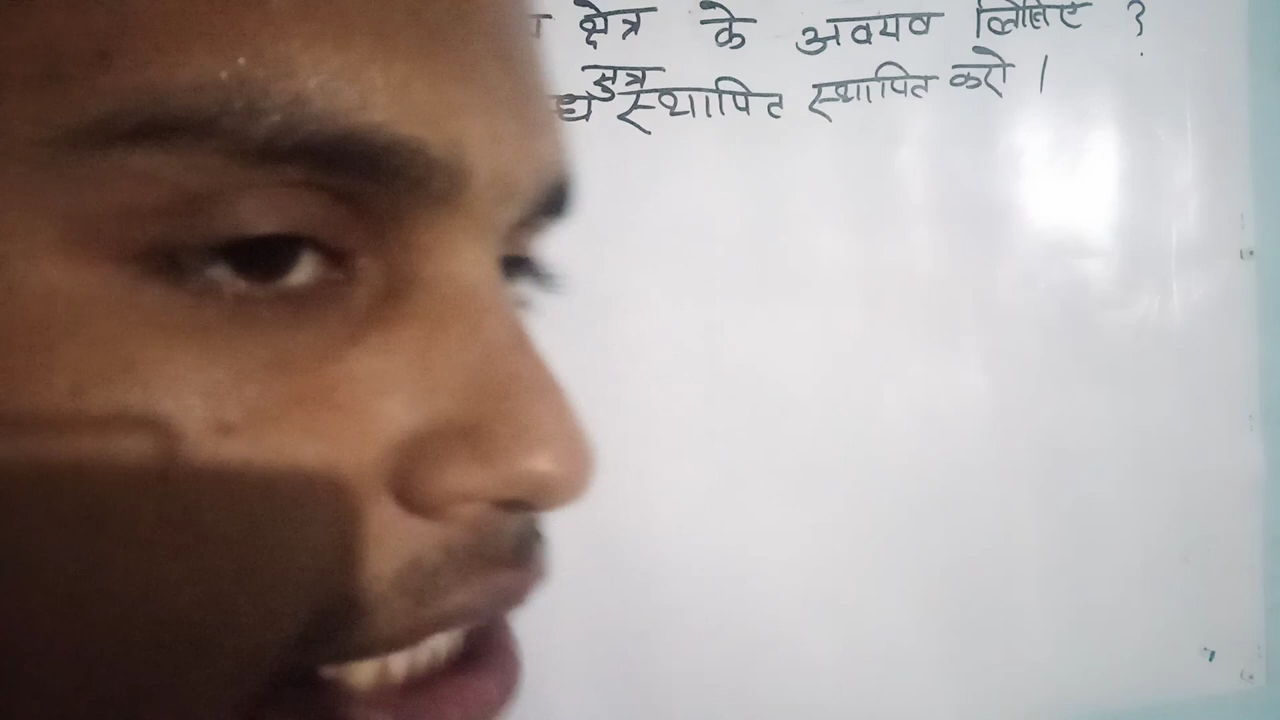 क्षेत्र के अवयव लिखिए ?
सुत्र
स्थापित स्थापित करो ।